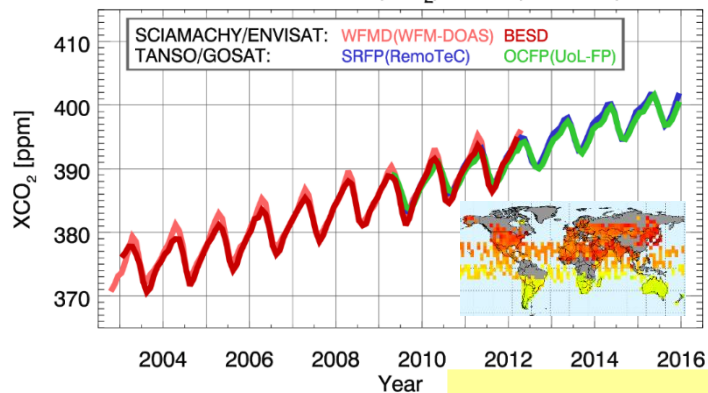 SCIAMACHY/ENVISAT: WFMD(WFM-DOAS) BESD
TANSO/GOSAT: SRFP(RemoTeC) OCFP(UoL-FP)
410
400
390
380
370
XCO₂ [ppm]
2004 2006 2008 2010 2012 2014 2016
Year